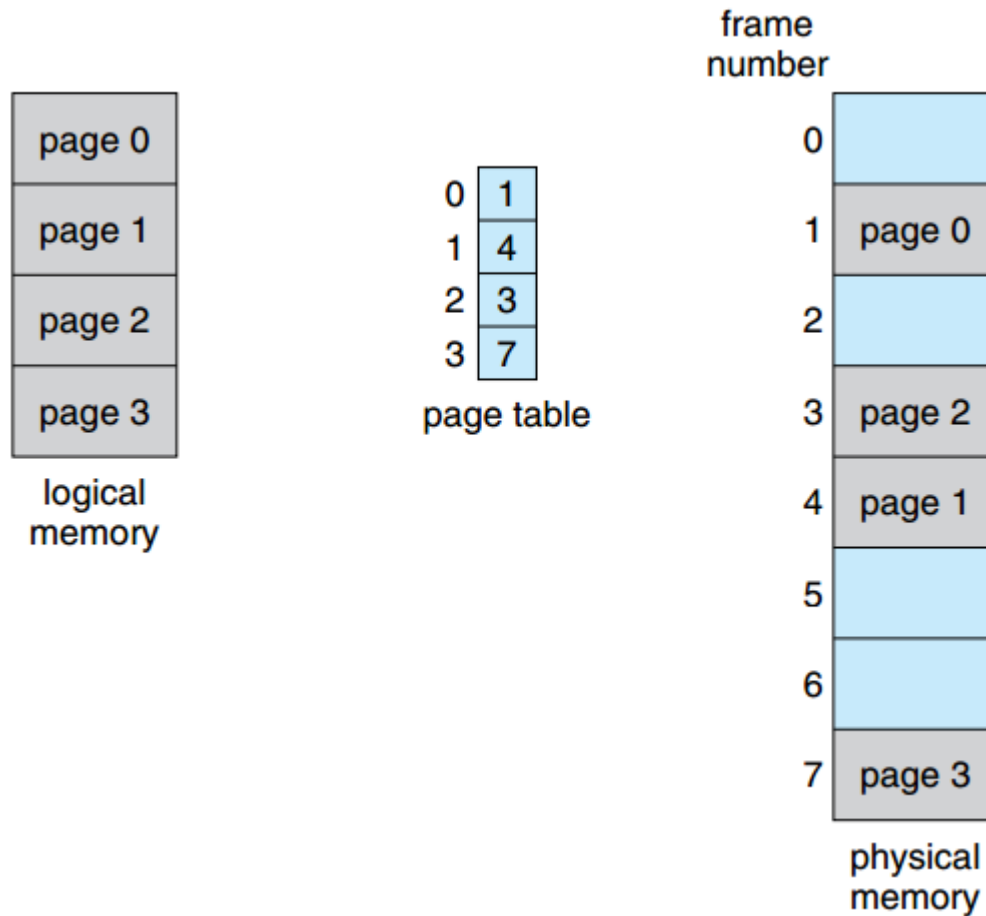 page 0
page 1
page 2
page 3
logical
memory
0 1
1 4
2 3
3 7
page table
frame
number
0
1 page 0
2
3 page 2
4 page 1
5
6
7 page 3
physical
memory